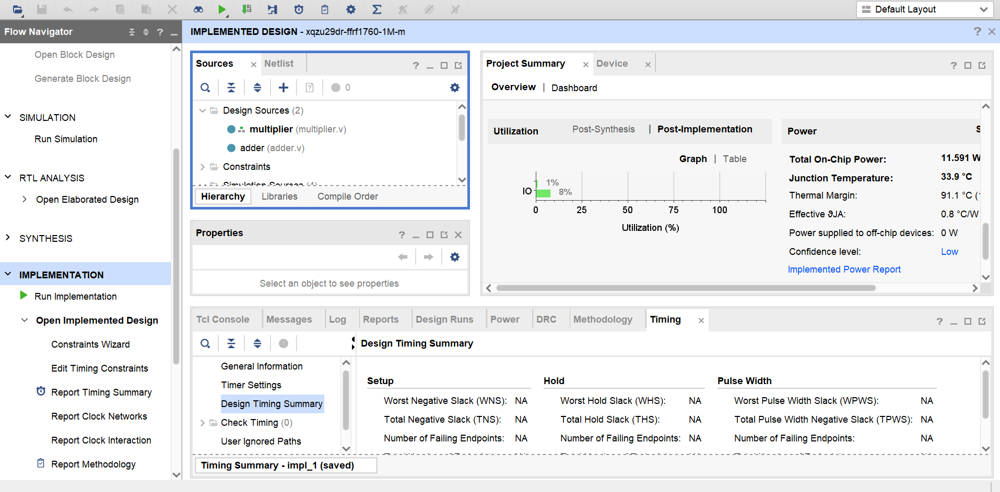 Default Layout
Flow Navigator
?
IMPLEMENTED DESIGN - xqzu29dr-ffrf1760-1M-m
?
Open Block Design
Generate Block Design
SIMULATION
Run Simulation
RTL ANALYSIS
Open Elaborated Design
SYNTHESIS
IMPLEMENTATION
Run Implementation
Open Implemented Design
Constraints Wizard
Edit Timing Constraints
Report Timing Summary
Report Clock Networks
Report Clock Interaction
Report Methodology
Sources
Netlist
?
0
Design Sources (2)
multiplier (multiplier.v)
adder (adder.v)
Constraints
Simulation Sources (4)
Hierarchy
Libraries
Compile Order
Properties
?
Select an object to see properties
Project Summary
Device
?
Overview | Dashboard
Utilization
Post-Synthesis | Post-Implementation
Graph | Table
IO
1%
8%
0 25 50 75 100
Utilization (%)
Power
Total On-Chip Power: 11.591 W
Junction Temperature: 33.9 °C
Thermal Margin: 91.1 °C
Effective ϑJA: 0.8 °C/W
Power supplied to off-chip devices: 0 W
Confidence level: Low
Implemented Power Report
Tcl Console
Messages
Log
Reports
Design Runs
Power
DRC
Methodology
Timing
?
General Information
Timer Settings
Design Timing Summary
Check Timing (0)
User Ignored Paths
Design Timing Summary
Setup
Worst Negative Slack (WNS): NA
Total Negative Slack (TNS): NA
Number of Failing Endpoints: NA
Hold
Worst Hold Slack (WHS): NA
Total Hold Slack (THS): NA
Number of Failing Endpoints: NA
Pulse Width
Worst Pulse Width Slack (WPWS): NA
Total Pulse Width Negative Slack (TPWS): NA
Number of Failing Endpoints: NA
Timing Summary - impl_1 (saved)